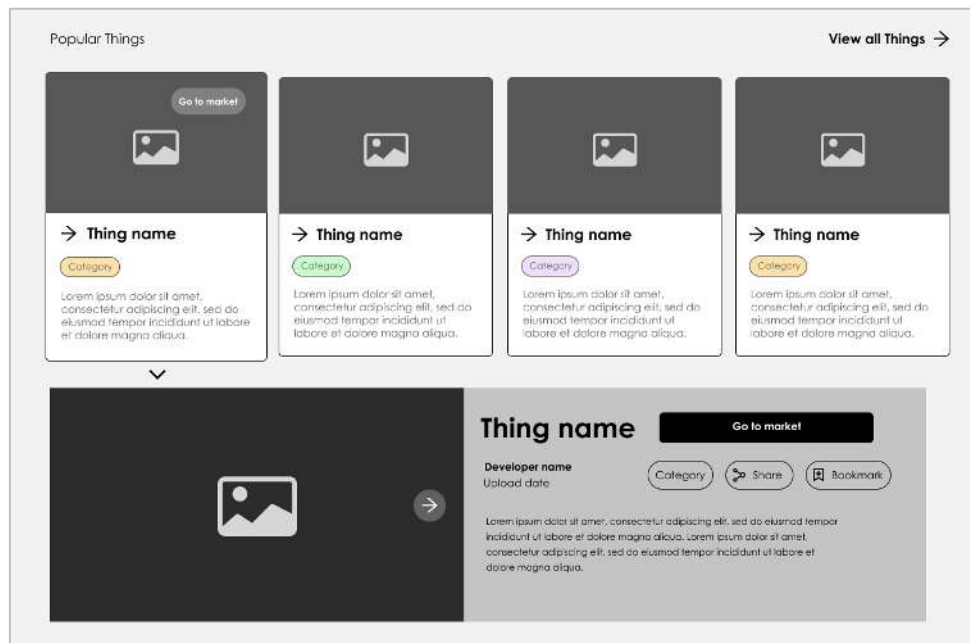 Popular Things
View all Things
Go to market
Thing name
Category
Lorem ipsum dolor sit amet,
consectetur adipiscing elit, sed do
eiusmod tempor incididunt ut labore
et dolore magna aliqua.
Thing name
Category
Lorem ipsum dolor sit amet,
consectetur adipiscing elit, sed do
eiusmod tempor incididunt ut
labore et dolore magna aliqua.
Thing name
Category
Lorem ipsum dolor sit amet,
consectetur adipiscing elit, sed do
eiusmod tempor incididunt ut
labore et dolore magna aliqua.
Thing name
Category
Lorem ipsum dolor sit amet,
consectetur adipiscing elit, sed do
eiusmod tempor incididunt ut
labore et dolore magna aliqua.
Thing name
Go to market
Developer name
Upload date
Category
Share
Bookmark
Lorem ipsum dolor sit amet, consectetur adipiscing elit, sed do eiusmod tempor
incididunt ut labore et dolore magna aliqua. Lorem ipsum dolor sit amet,
consectetur adipiscing elit, sed do eiusmod tempor incididunt ut labore et
dolore magna aliqua.